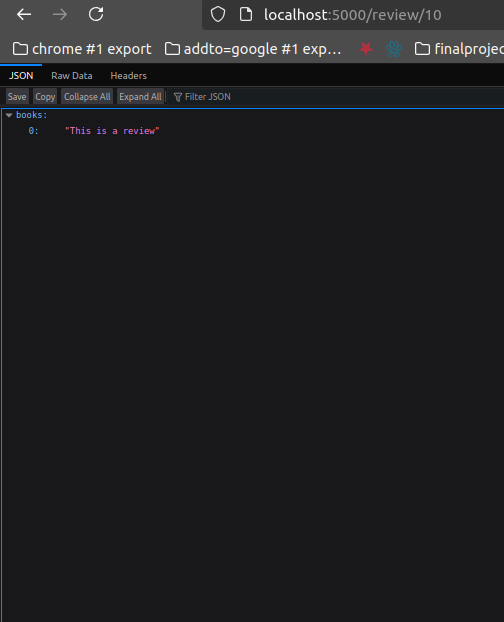 localhost:5000/review/10
chrome #1 export addto=google #1 exp... finalprojec
JSON Raw Data Headers
Save Copy Collapse All Expand All Filter JSON
books:
0: "This is a review"